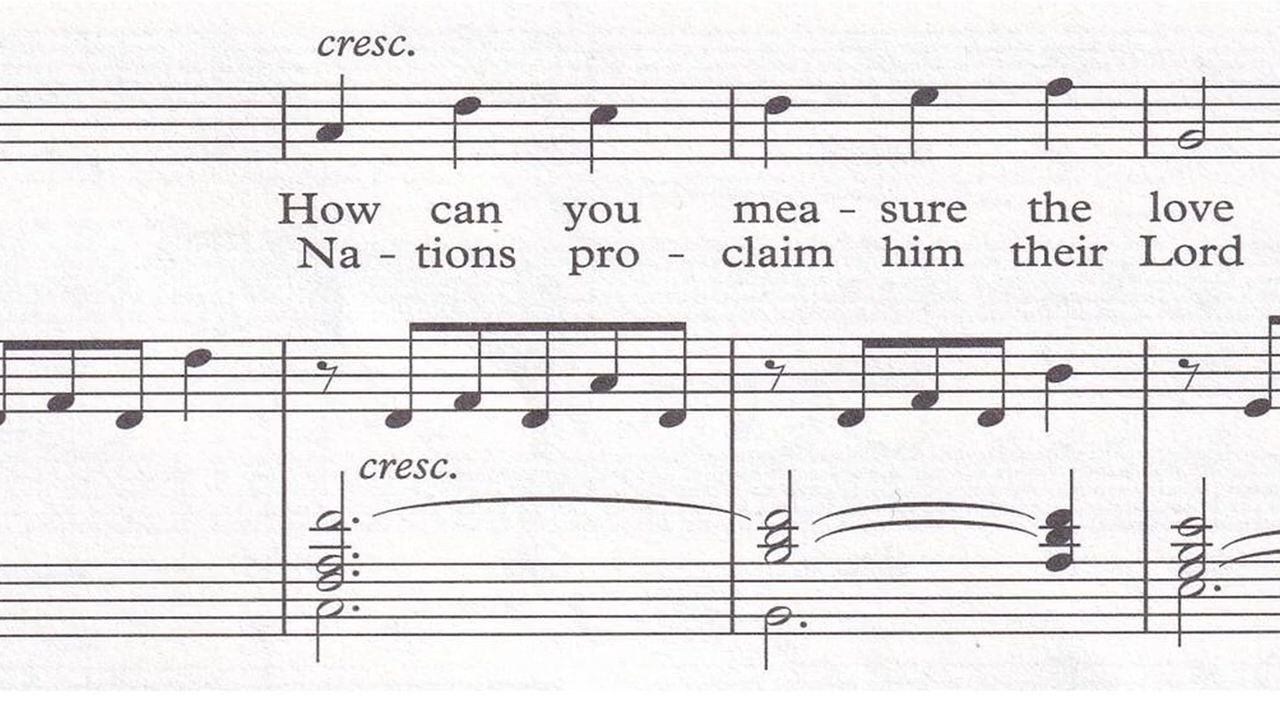 cresc.
How can you mea - sure the love
Na - tions pro - claim him their Lord
cresc.